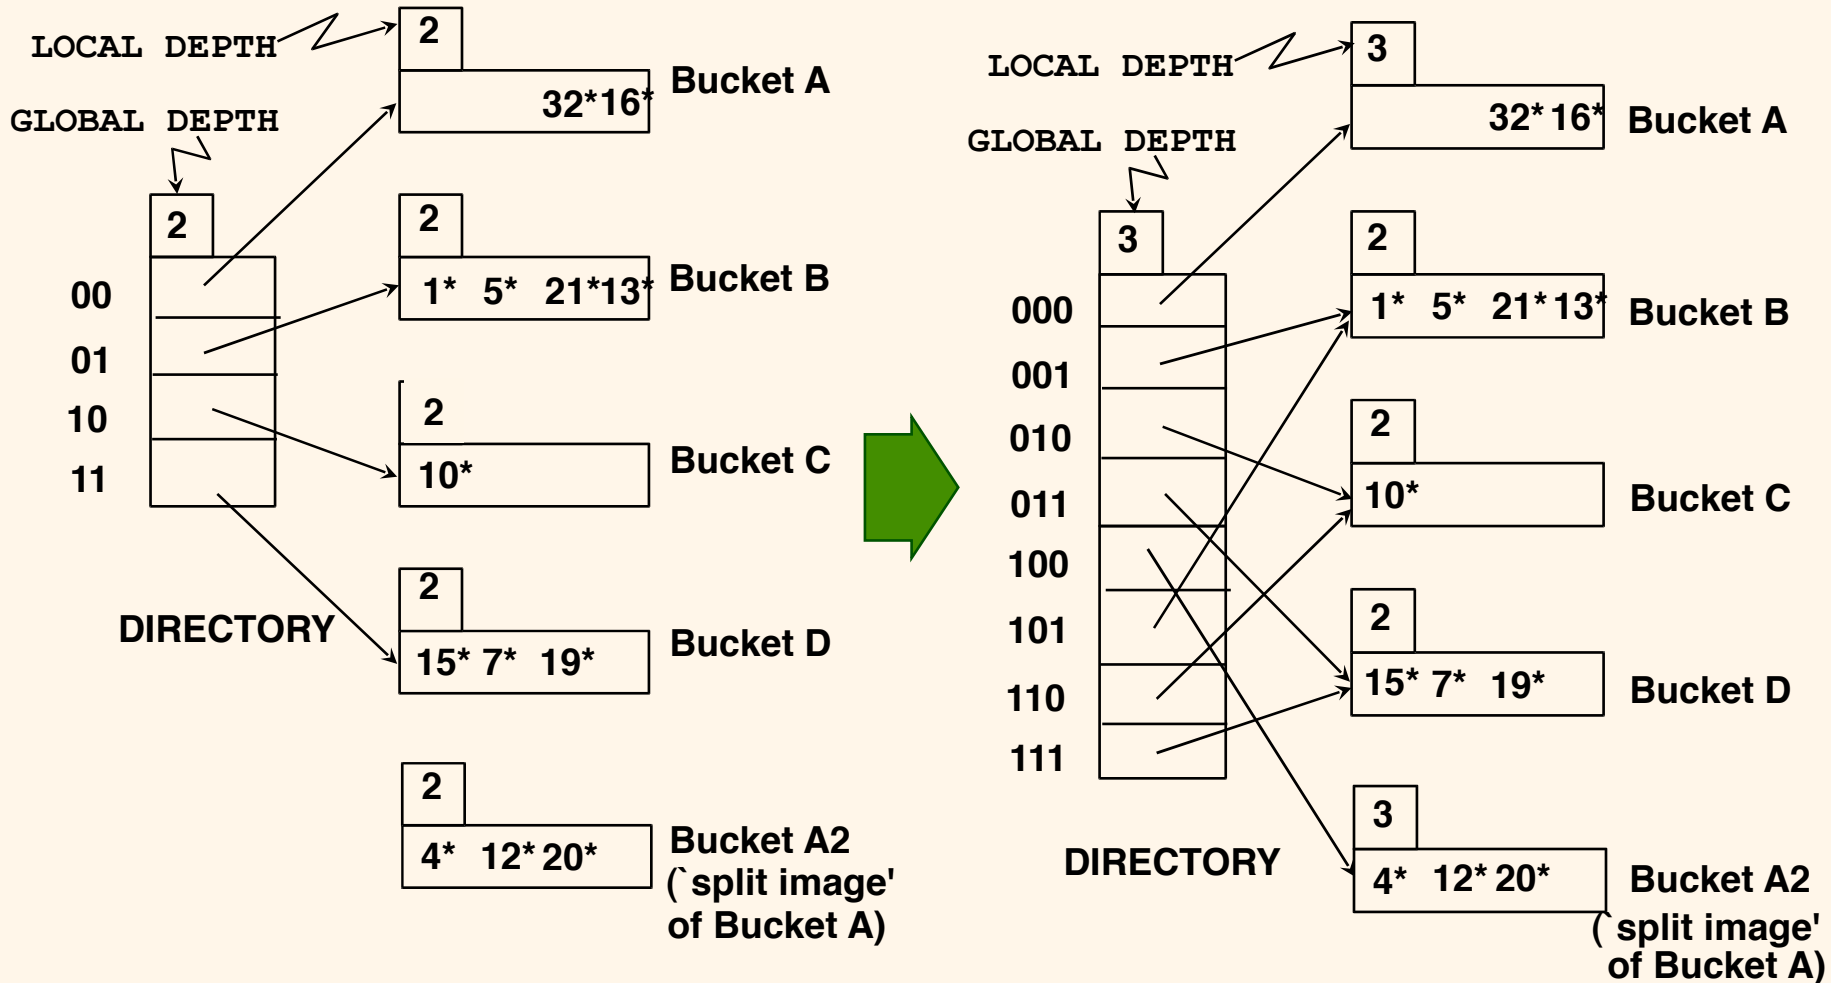 LOCAL DEPTH
2
32* 16*
Bucket A
GLOBAL DEPTH
2
00
01
10
11
2
1* 5* 21* 13*
Bucket B
2
10*
Bucket C
DIRECTORY
2
15* 7* 19*
Bucket D
2
4* 12* 20*
Bucket A2
(`split image'
of Bucket A)
LOCAL DEPTH
3
32* 16*
Bucket A
GLOBAL DEPTH
3
000
001
010
011
100
101
110
111
2
1* 5* 21* 13*
Bucket B
2
10*
Bucket C
2
15* 7* 19*
Bucket D
DIRECTORY
3
4* 12* 20*
Bucket A2
(`split image'
of Bucket A)